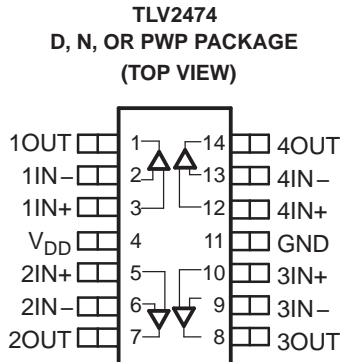 TLV2474
D, N, OR PWP PACKAGE
(TOP VIEW)
1OUT 1 14 4OUT
1IN− 2 13 4IN−
1IN+ 3 12 4IN+
VDD 4 11 GND
2IN+ 5 10 3IN+
2IN− 6 9 3IN−
2OUT 7 8 3OUT